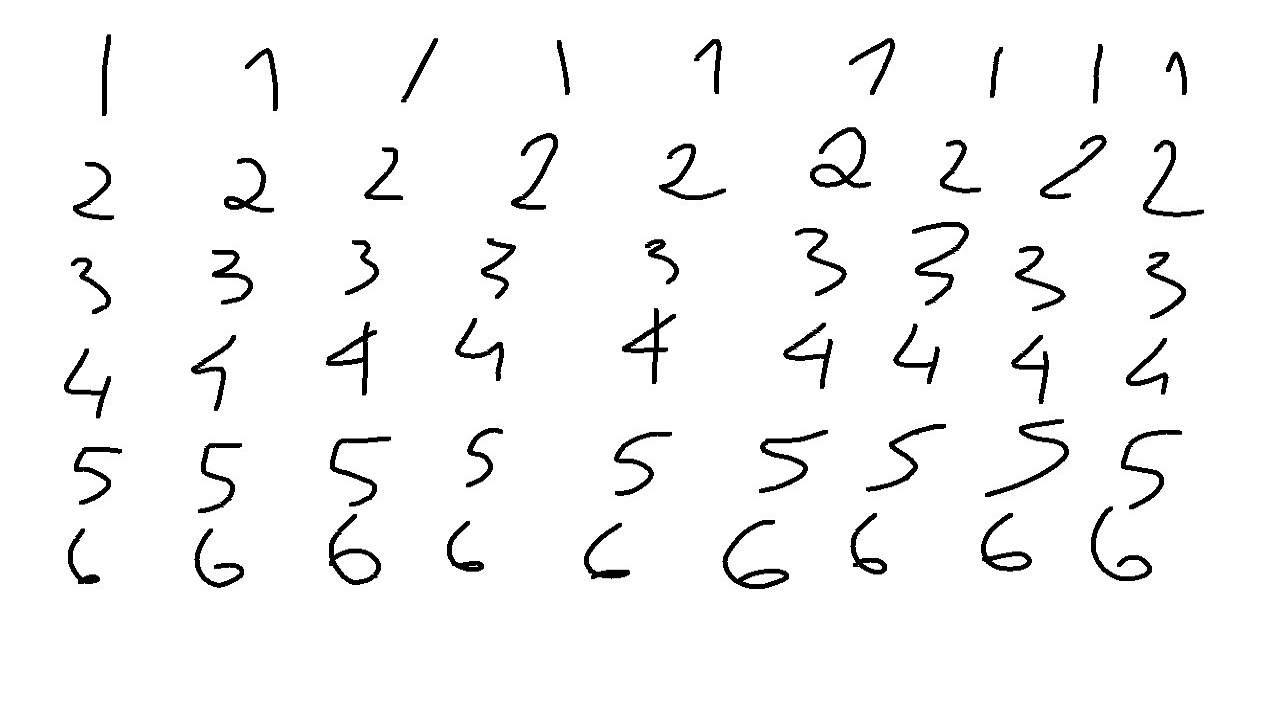 1 1 1 1 1 1 1 1 1
2 2 2 2 2 2 2 2 2
3 3 3 3 3 3 3 3 3
4 4 4 4 4 4 4 4 4
5 5 5 5 5 5 5 5 5
6 6 6 6 6 6 6 6 6